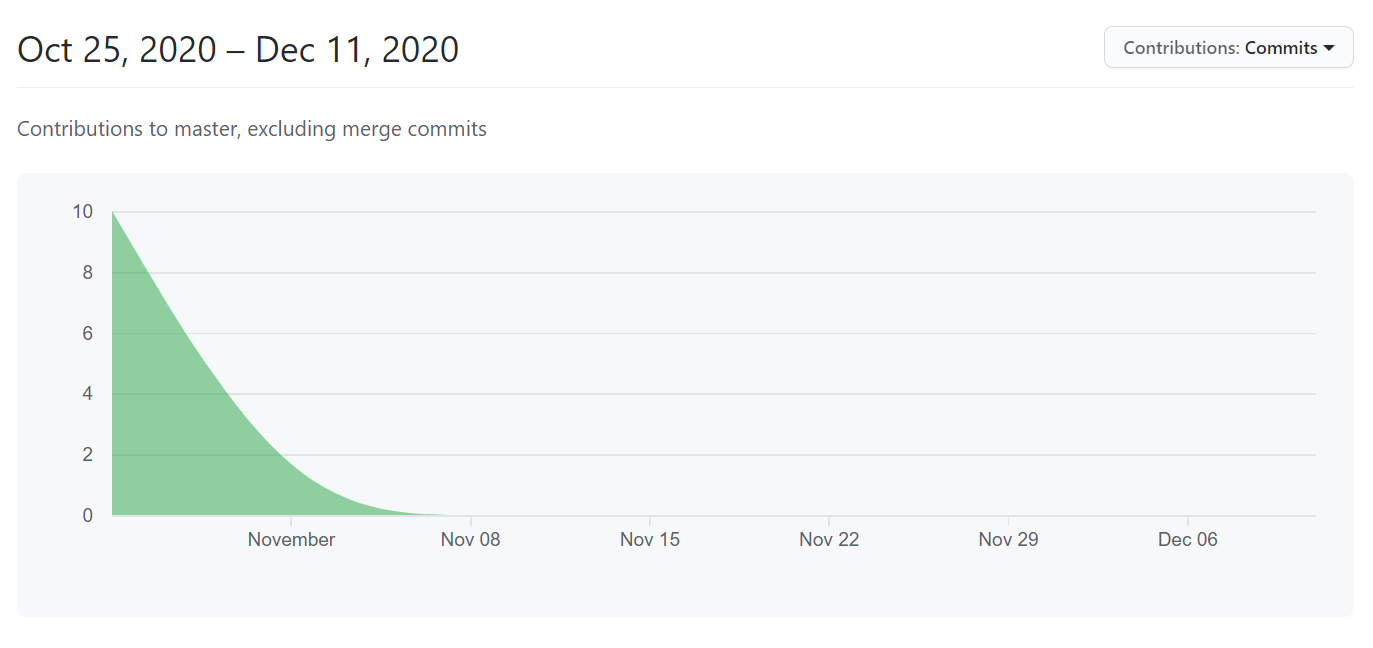 Oct 25, 2020 – Dec 11, 2020
Contributions: Commits
Contributions to master, excluding merge commits
10
8
6
4
2
0
November Nov 08 Nov 15 Nov 22 Nov 29 Dec 06